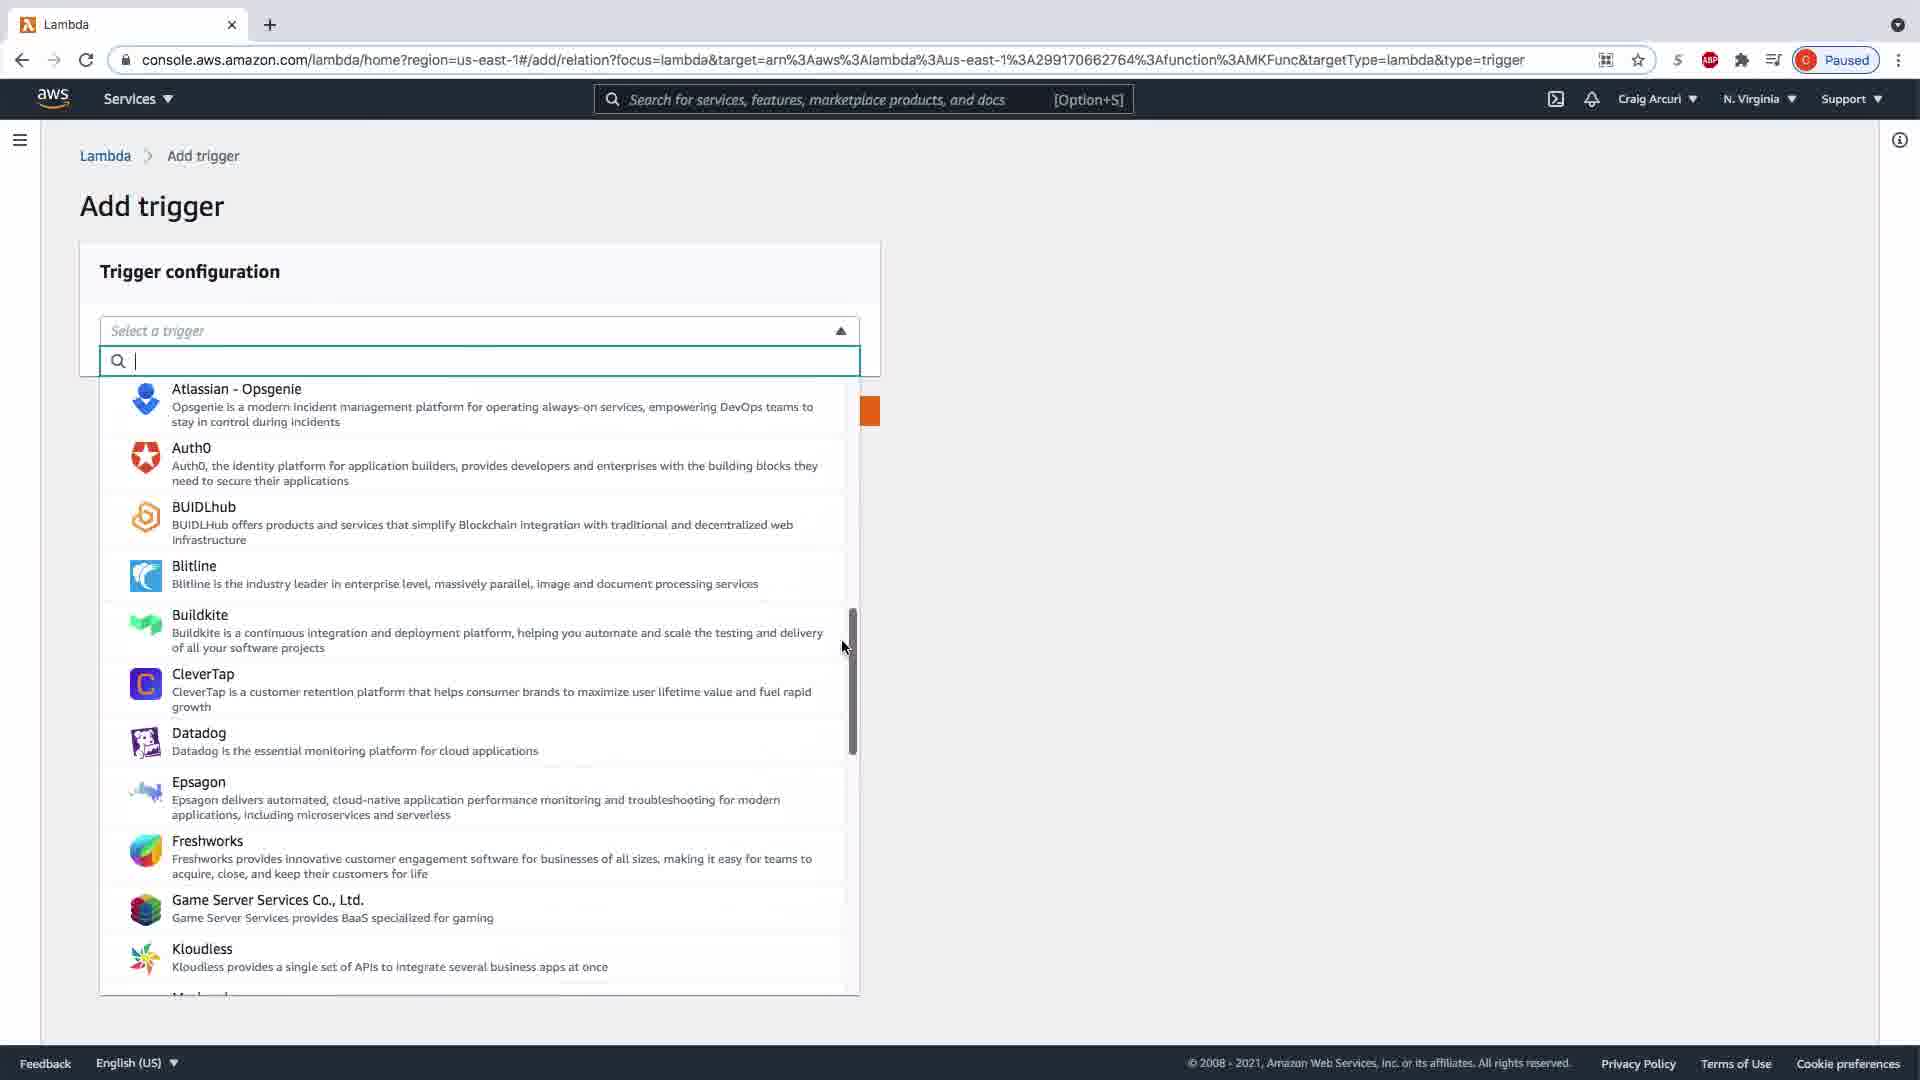 Lambda
console.aws.amazon.com/lambda/home?region=us-east-1#/add/relation?focus=lambda&target=arn%3Aaws%3Alambda%3Aus-east-1%3A299170662764%3Afunction%3AMKFunc&targetType=lambda&type=trigger
S
ABP
C
Paused
aws
Services
Search for services, features, marketplace products, and docs
[Option+S]
Craig Arcuri
N. Virginia
Support
Lambda
Add trigger
Add trigger
Trigger configuration
Select a trigger
Atlassian - Opsgenie
Opsgenie is a modern incident management platform for operating always-on services, empowering DevOps teams to
stay in control during incidents
Auth0
Auth0, the identity platform for application builders, provides developers and enterprises with the building blocks they
need to secure their applications
BUIDLhub
BUIDLHub offers products and services that simplify Blockchain integration with traditional and decentralized web
infrastructure
Blitline
Blitline is the industry leader in enterprise level, massively parallel, image and document processing services
Buildkite
Buildkite is a continuous integration and deployment platform, helping you automate and scale the testing and delivery
of all your software projects
CleverTap
CleverTap is a customer retention platform that helps consumer brands to maximize user lifetime value and fuel rapid
growth
Datadog
Datadog is the essential monitoring platform for cloud applications
Epsagon
Epsagon delivers automated, cloud-native application performance monitoring and troubleshooting for modern
applications, including microservices and serverless
Freshworks
Freshworks provides innovative customer engagement software for businesses of all sizes, making it easy for teams to
acquire, close, and keep their customers for life
Game Server Services Co., Ltd.
Game Server Services provides BaaS specialized for gaming
Kloudless
Kloudless provides a single set of APIs to integrate several business apps at once
Feedback
English (US)
© 2008 - 2021, Amazon Web Services, Inc. or its affiliates. All rights reserved.
Privacy Policy
Terms of Use
Cookie preferences